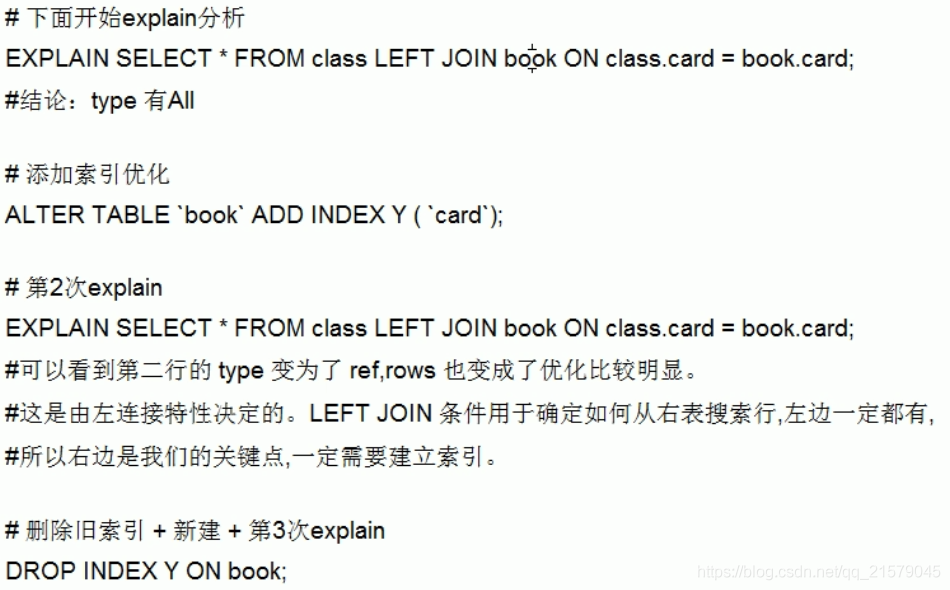 # 下面开始explain分析
EXPLAIN SELECT * FROM class LEFT JOIN book ON class.card = book.card;
#结论：type 有All
# 添加索引优化
ALTER TABLE `book` ADD INDEX Y ( `card`);
# 第2次explain
EXPLAIN SELECT * FROM class LEFT JOIN book ON class.card = book.card;
#可以看到第二行的 type 变为了 ref,rows 也变成了优化比较明显。
#这是由左连接特性决定的。LEFT JOIN 条件用于确定如何从右表搜索行,左边一定都有,
#所以右边是我们的关键点,一定需要建立索引。
# 删除旧索引 + 新建 + 第3次explain
DROP INDEX Y ON book;
https://blog.csdn.net/qq_21579045